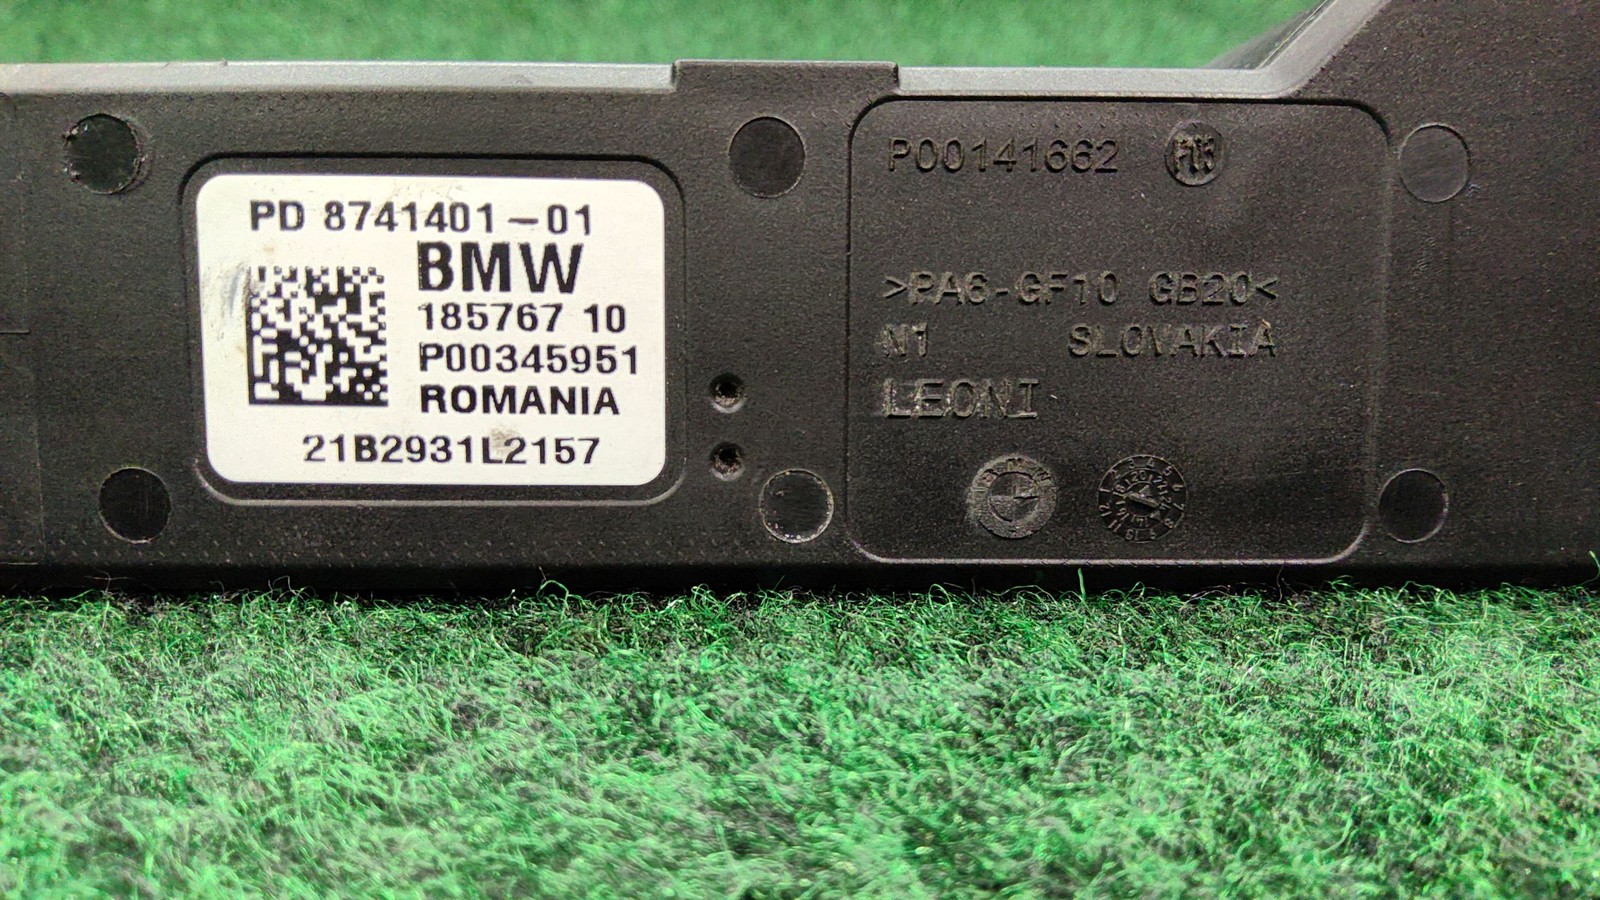 PD 8741401-01
BMW
185767 10
P00345951
ROMANIA
21B2931L2157
P00141662
>PA6-GF10 GB20<
N1 SLOVAKIA
LEONI